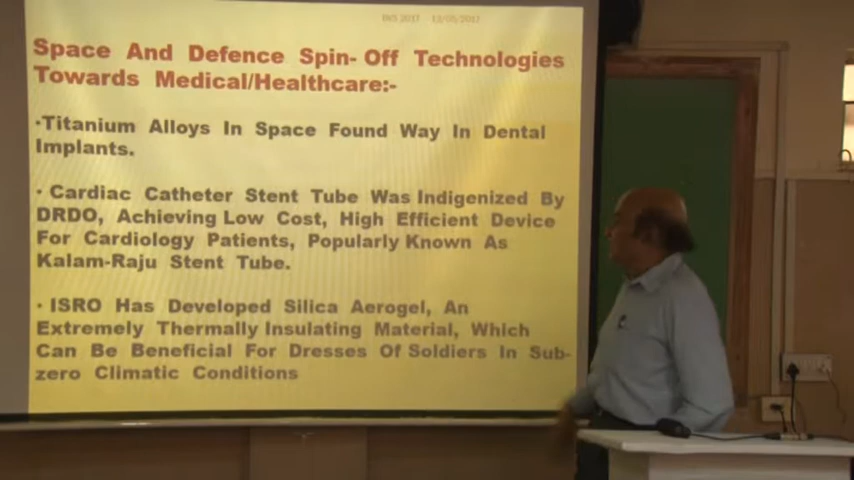 Space And Defence Spin- Off Technologies
Towards Medical/Healthcare:-
·Titanium Alloys In Space Found Way In Dental
Implants.
· Cardiac Catheter Stent Tube Was Indigenized By
DRDO, Achieving Low Cost, High Efficient Device
For Cardiology Patients, Popularly Known As
Kalam-Raju Stent Tube.
· ISRO Has Developed Silica Aerogel, An
Extremely Thermally Insulating Material, Which
Can Be Beneficial For Dresses Of Soldiers In Sub-
zero Climatic Conditions